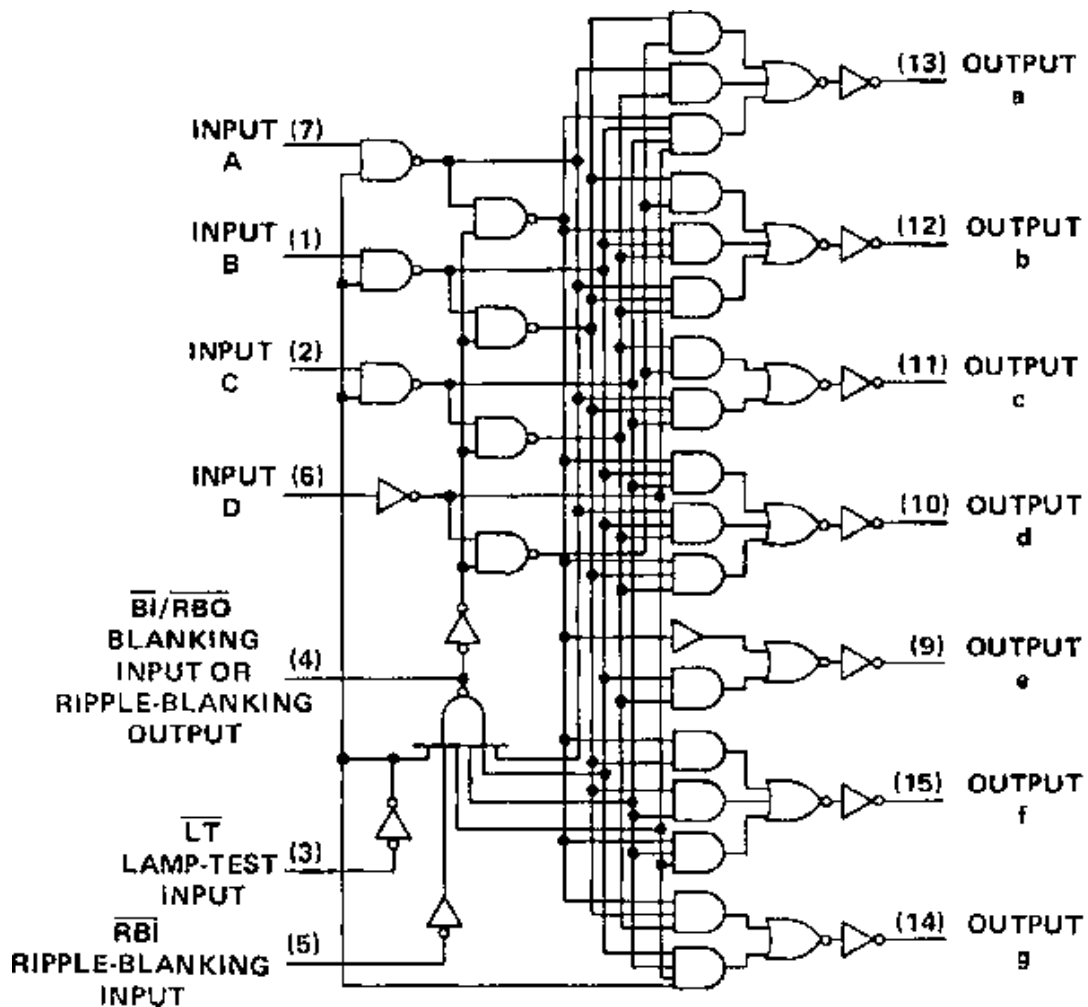 INPUT (7)
A
INPUT (1)
B
INPUT (2)
C
INPUT (6)
D
BI/RBO
BLANKING
INPUT OR (4)
RIPPLE-BLANKING
OUTPUT
LT
LAMP-TEST (3)
INPUT
RBI (5)
RIPPLE-BLANKING
INPUT
(13) OUTPUT
a
(12) OUTPUT
b
(11) OUTPUT
c
(10) OUTPUT
d
(9) OUTPUT
e
(15) OUTPUT
f
(14) OUTPUT
g